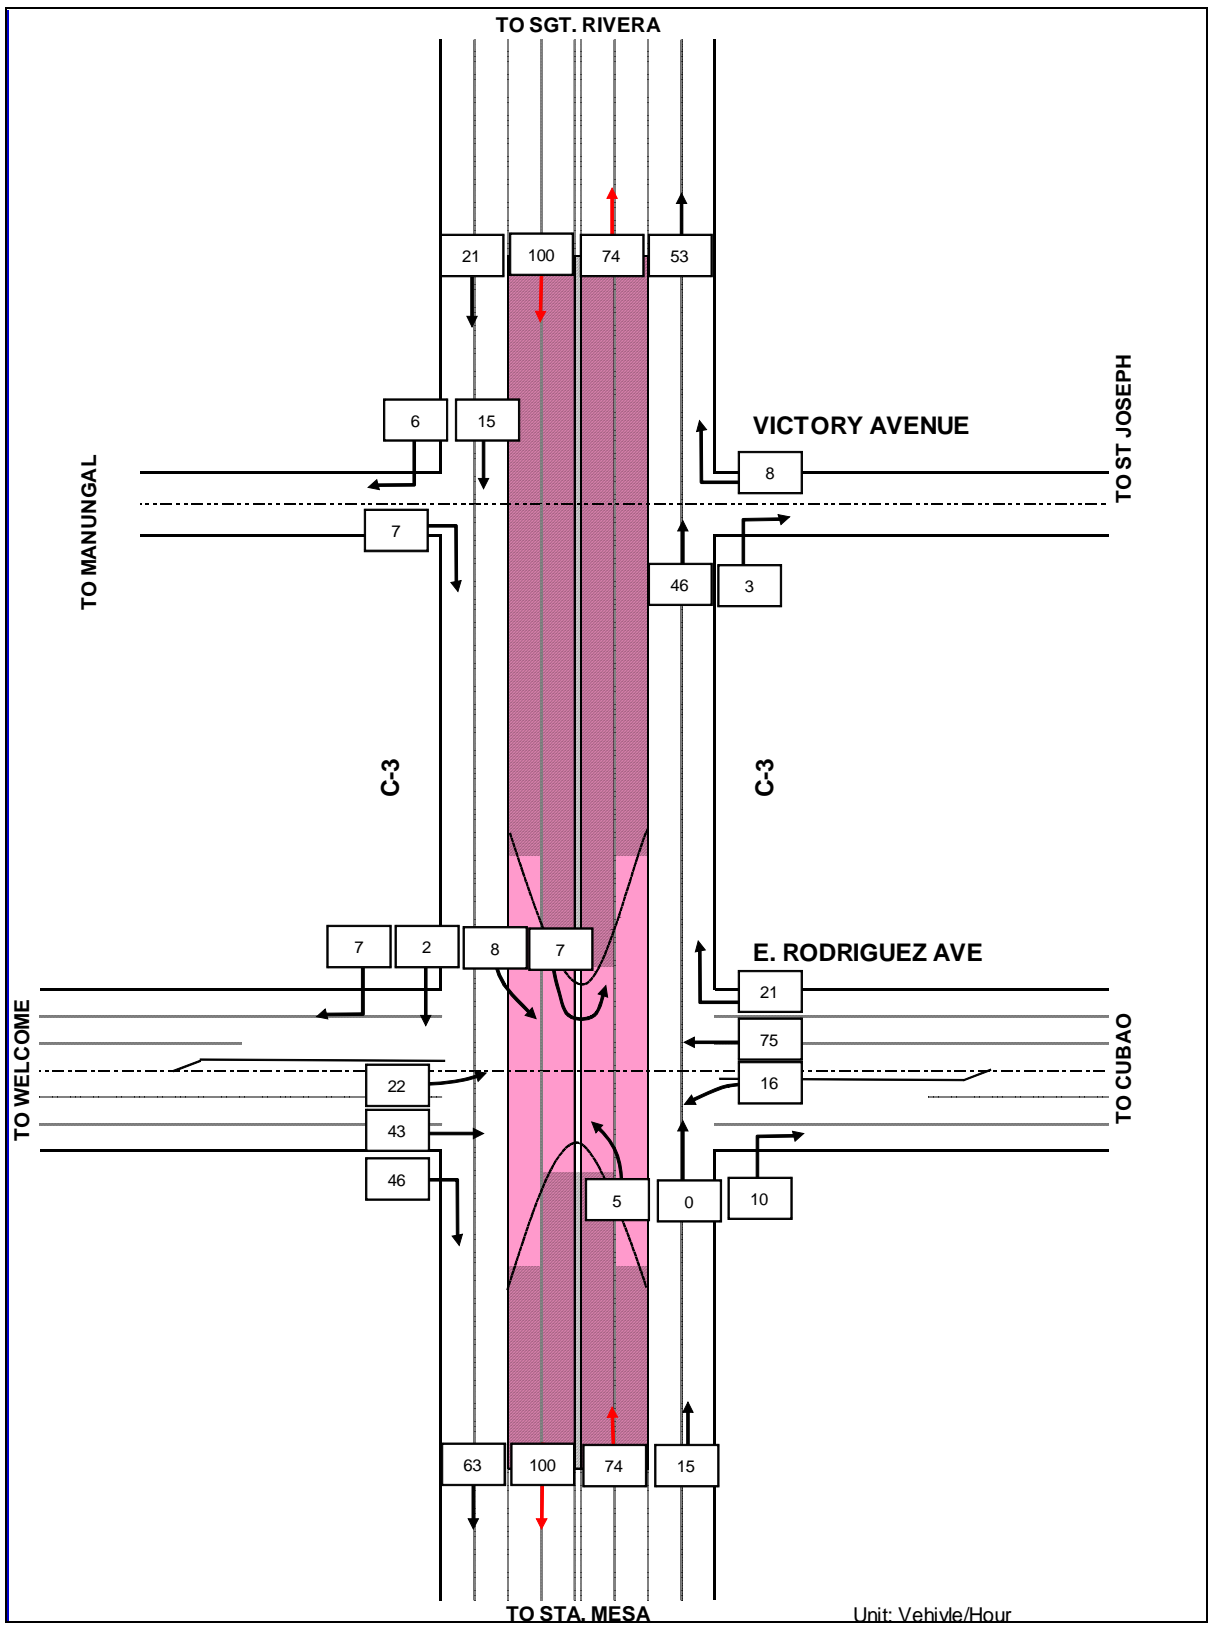 TO SGT. RIVERA
21 100 74 53
6 15
VICTORY AVENUE
TO ST JOSEPH
8
TO MANUNGAL
7
46 3
C-3
C-3
7 2 8 7
E. RODRIGUEZ AVE
21
TO WELCOME
75
TO CUBAO
22
16
43
46
5 0 10
63 100 74 15
TO STA. MESA
Unit: Vehivle/Hour